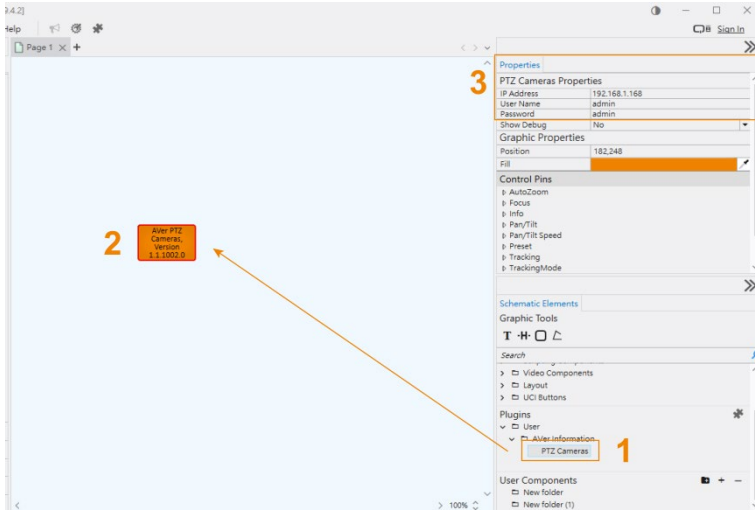 9.4.2]
Help
Sign In
Page 1
3
Properties
PTZ Cameras Properties
IP Address 192.168.1.168
User Name admin
Password admin
Show Debug No
Graphic Properties
Position 182,248
Fill
Control Pins
AutoZoom
Focus
Info
Pan/Tilt
Pan/Tilt Speed
Preset
Tracking
TrackingMode
2
AVer PTZ
Cameras,
Version
1.1.1002.0
Schematic Elements
Graphic Tools
T H
Search
Video Components
Layout
UCI Buttons
Plugins
User
AVer Information
PTZ Cameras
1
User Components
New folder
New folder (1)
100%